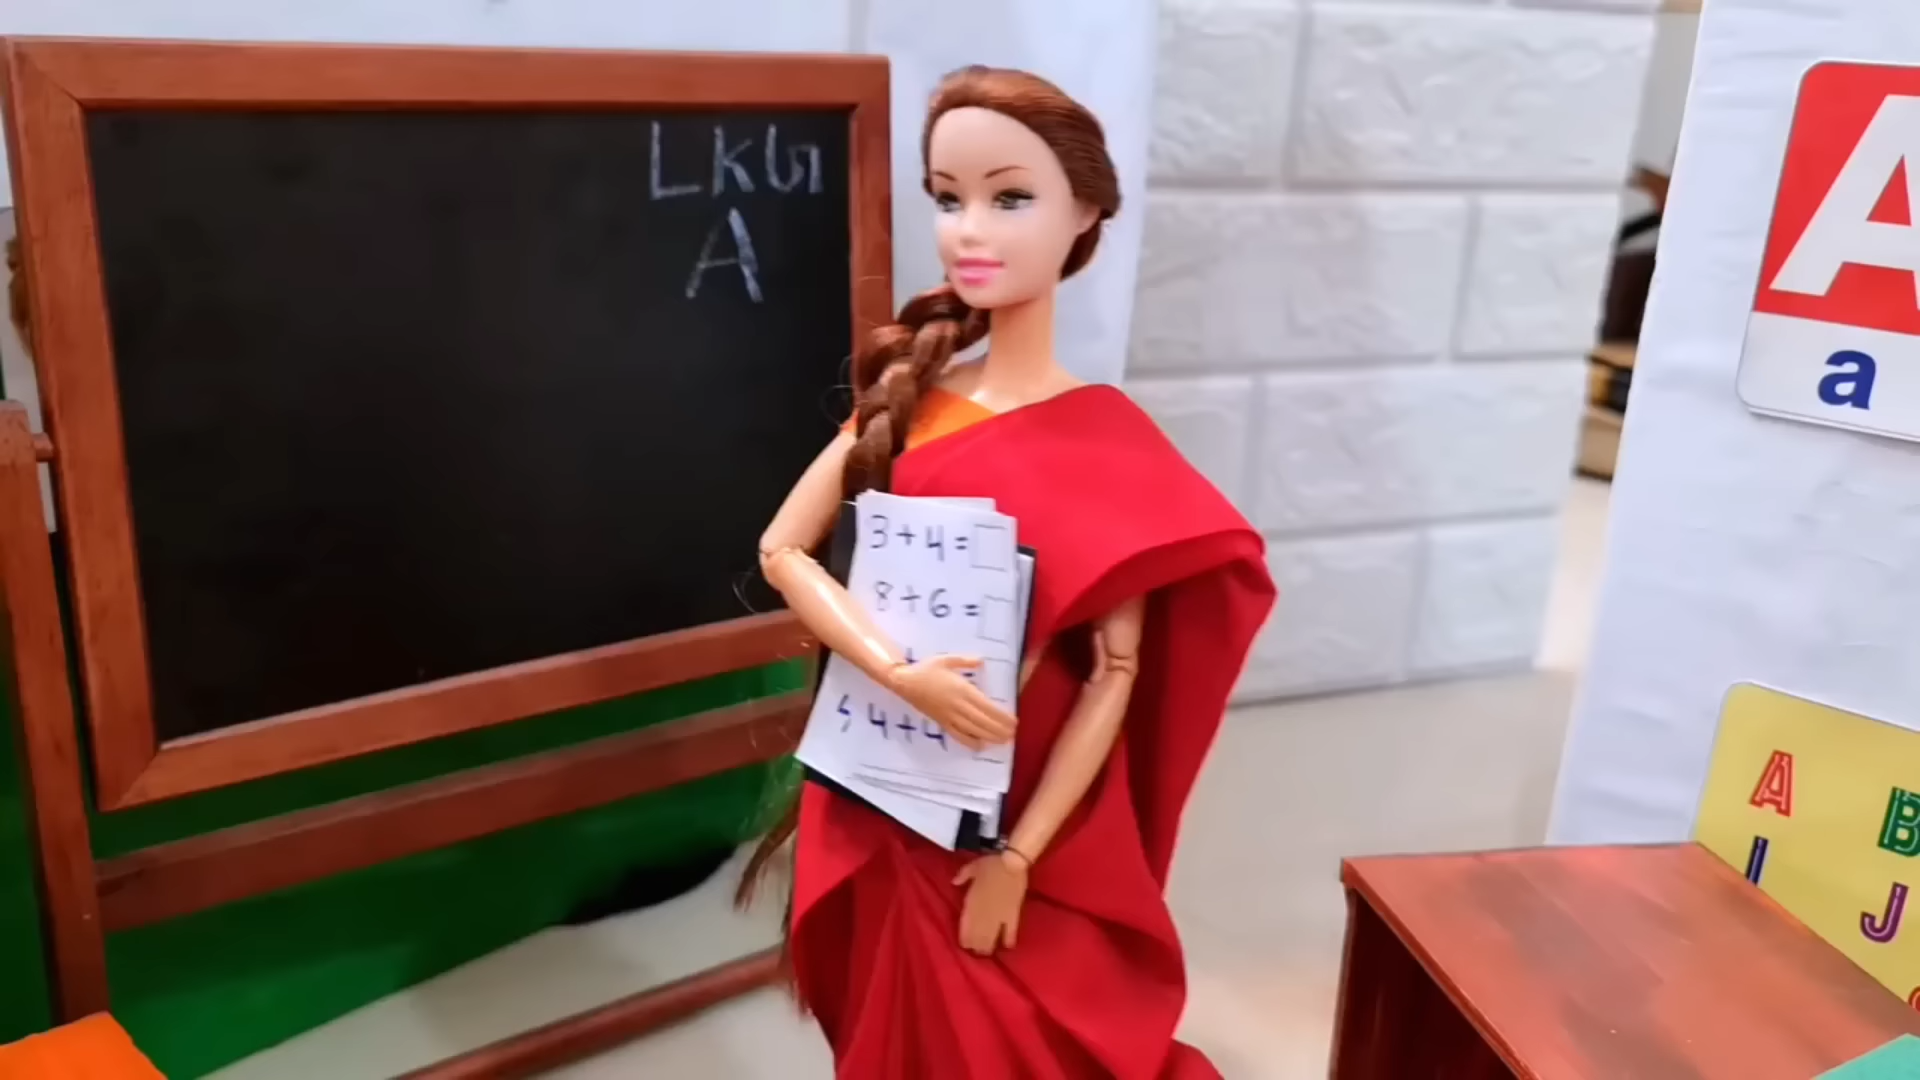 LKG
A
3+4=
8+6=
+ =
4+4
A
a
A B
I J